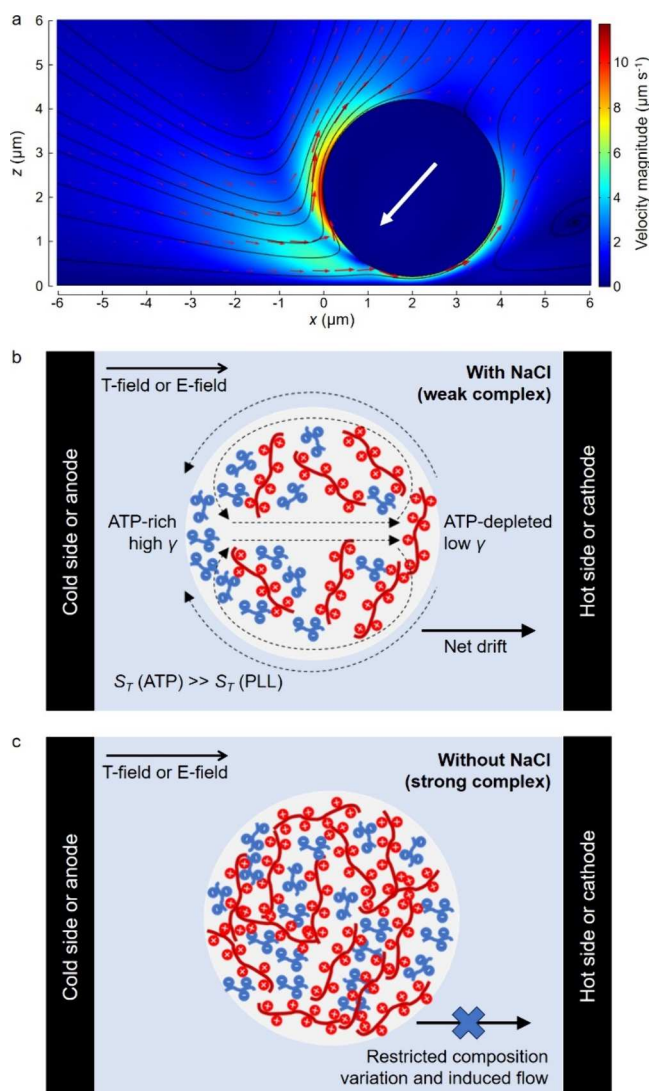 a
6
5
4
3
2
1
0
z (µm)
-6 -5 -4 -3 -2 -1 0 1 2 3 4 5 6
x (µm)
10
8
6
4
2
0
Velocity magnitude (µm s⁻¹)
b
T-field or E-field
With NaCl
(weak complex)
Cold side or anode
ATP-rich
high γ
ATP-depleted
low γ
Hot side or cathode
Net drift
S_T (ATP) >> S_T (PLL)
c
T-field or E-field
Without NaCl
(strong complex)
Cold side or anode
Hot side or cathode
Restricted composition
variation and induced flow